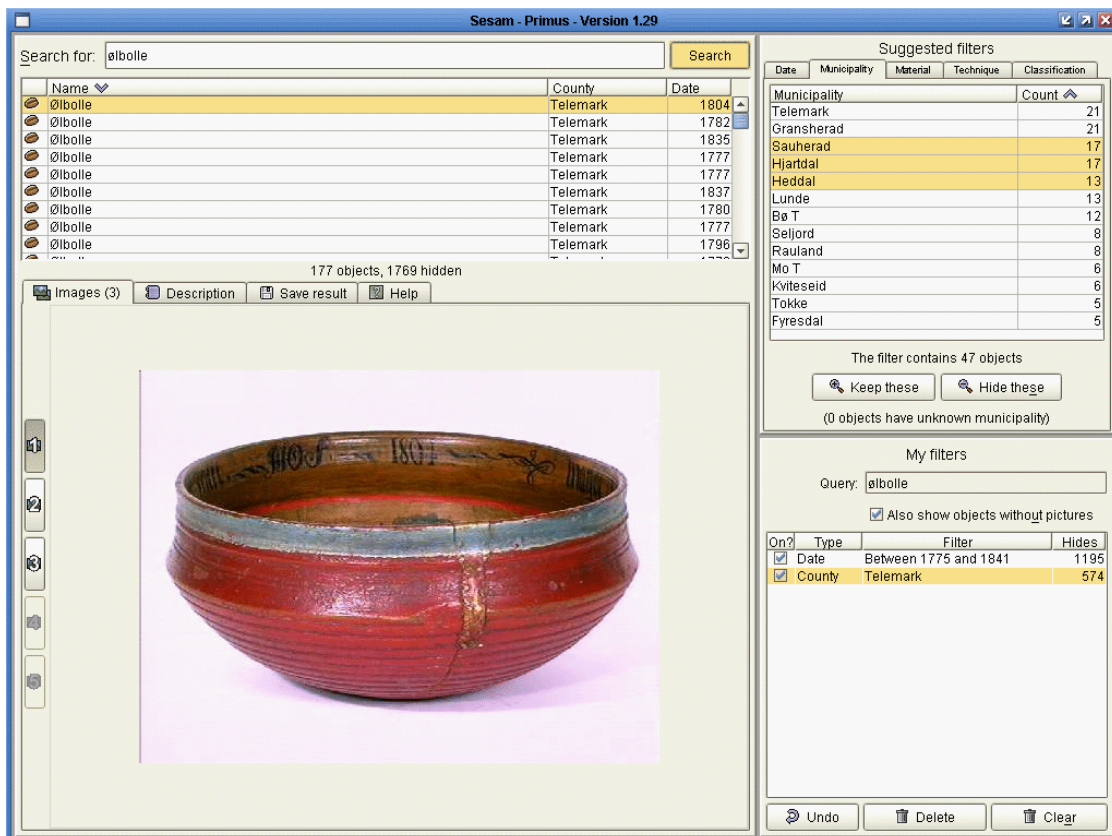 Sesam - Primus - Version 1.29
Search for: ølbolle Search
Name County Date
Ølbolle Telemark 1804
Ølbolle Telemark 1782
Ølbolle Telemark 1835
Ølbolle Telemark 1777
Ølbolle Telemark 1777
Ølbolle Telemark 1837
Ølbolle Telemark 1780
Ølbolle Telemark 1777
Ølbolle Telemark 1796
177 objects, 1769 hidden
Images (3) Description Save result Help
1
2
3
4
5
1804
Suggested filters
Date Municipality Material Technique Classification
Municipality Count
Telemark 21
Gransherad 21
Sauherad 17
Hjartdal 17
Heddal 13
Lunde 13
Bø T 12
Seljord 8
Rauland 8
Mo T 6
Kviteseid 6
Tokke 5
Fyresdal 5
The filter contains 47 objects
Keep these Hide these
(0 objects have unknown municipality)
My filters
Query: ølbolle
Also show objects without pictures
On? Type Filter Hides
Date Between 1775 and 1841 1195
County Telemark 574
Undo Delete Clear